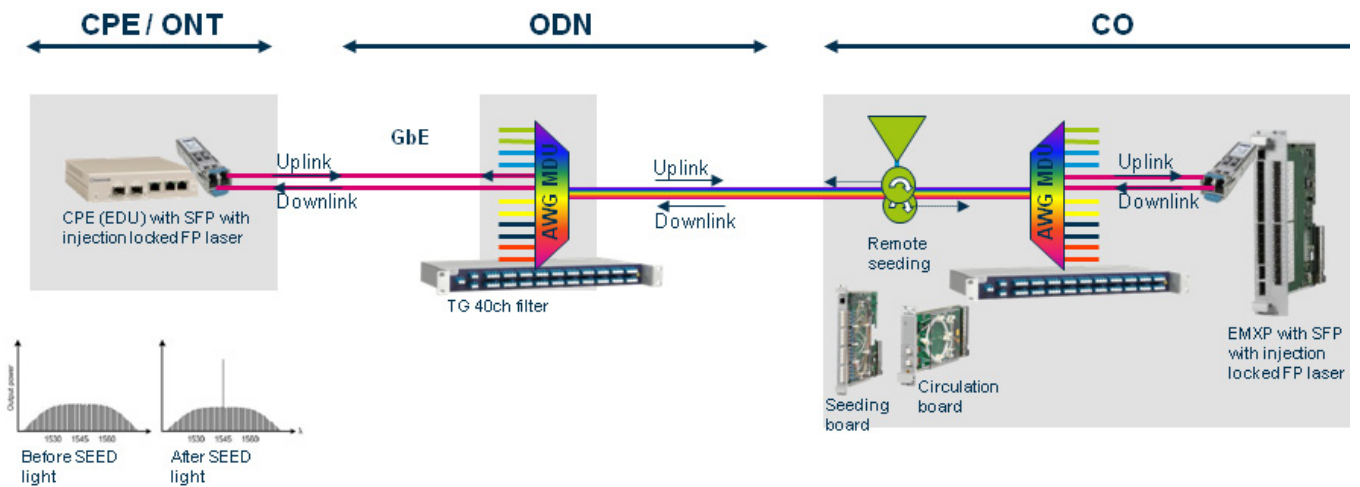 CPE / ONT
ODN
CO
GbE
Uplink
Downlink
AWG MDU
Uplink
Downlink
AWG MDU
Uplink
Downlink
CPE (EDU) with SFP with
injection locked FP laser
TG 40ch filter
Remote
seeding
Seeding
board
Circulation
board
EMXP with SFP
with injection
locked FP laser
Output power
1530 1545 1560
Before SEED
light
1530 1545 1560
λ
After SEED
light